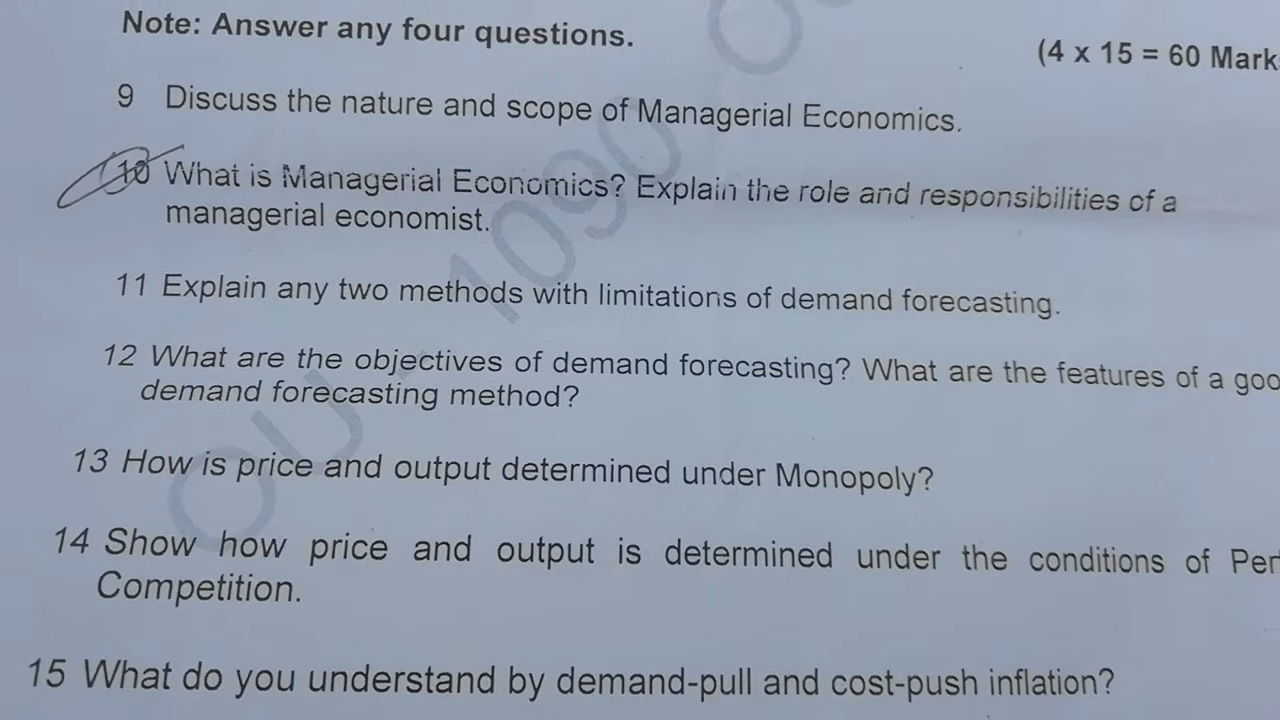 Note: Answer any four questions.
(4 x 15 = 60 Mark
9 Discuss the nature and scope of Managerial Economics.
10 What is Managerial Economics? Explain the role and responsibilities of a
managerial economist.
11 Explain any two methods with limitations of demand forecasting.
12 What are the objectives of demand forecasting? What are the features of a goo
demand forecasting method?
13 How is price and output determined under Monopoly?
14 Show how price and output is determined under the conditions of Per
Competition.
15 What do you understand by demand-pull and cost-push inflation?
OU - 1090 O